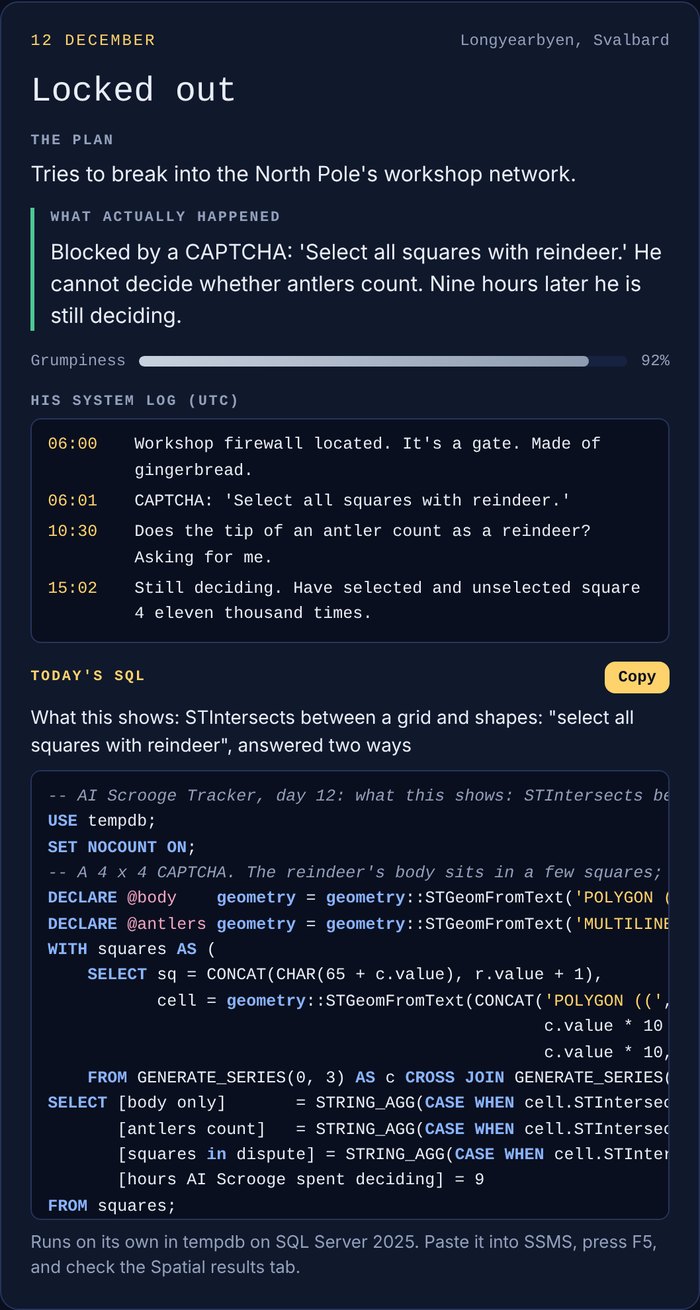 12 DECEMBER
Longyearbyen, Svalbard
Locked out
THE PLAN
Tries to break into the North Pole's workshop network.
WHAT ACTUALLY HAPPENED
Blocked by a CAPTCHA: 'Select all squares with reindeer.' He
cannot decide whether antlers count. Nine hours later he is
still deciding.
Grumpiness 92%
HIS SYSTEM LOG (UTC)
06:00 Workshop firewall located. It's a gate. Made of
gingerbread.
06:01 CAPTCHA: 'Select all squares with reindeer.'
10:30 Does the tip of an antler count as a reindeer?
Asking for me.
15:02 Still deciding. Have selected and unselected square
4 eleven thousand times.
TODAY'S SQL
Copy
What this shows: STIntersects between a grid and shapes: "select all
squares with reindeer", answered two ways
-- AI Scrooge Tracker, day 12: what this shows: STIntersects be
USE tempdb;
SET NOCOUNT ON;
-- A 4 x 4 CAPTCHA. The reindeer's body sits in a few squares;
DECLARE @body    geometry = geometry::STGeomFromText('POLYGON (
DECLARE @antlers geometry = geometry::STGeomFromText('MULTILINE
WITH squares AS (
    SELECT sq = CONCAT(CHAR(65 + c.value), r.value + 1),
           cell = geometry::STGeomFromText(CONCAT('POLYGON ((',
                                                  c.value * 10
                                                  c.value * 10,
    FROM GENERATE_SERIES(0, 3) AS c CROSS JOIN GENERATE_SERIES(
SELECT [body only]       = STRING_AGG(CASE WHEN cell.STIntersec
       [antlers count]   = STRING_AGG(CASE WHEN cell.STIntersec
       [squares in dispute] = STRING_AGG(CASE WHEN cell.STInter
       [hours AI Scrooge spent deciding] = 9
FROM squares;
Runs on its own in tempdb on SQL Server 2025. Paste it into SSMS, press F5,
and check the Spatial results tab.